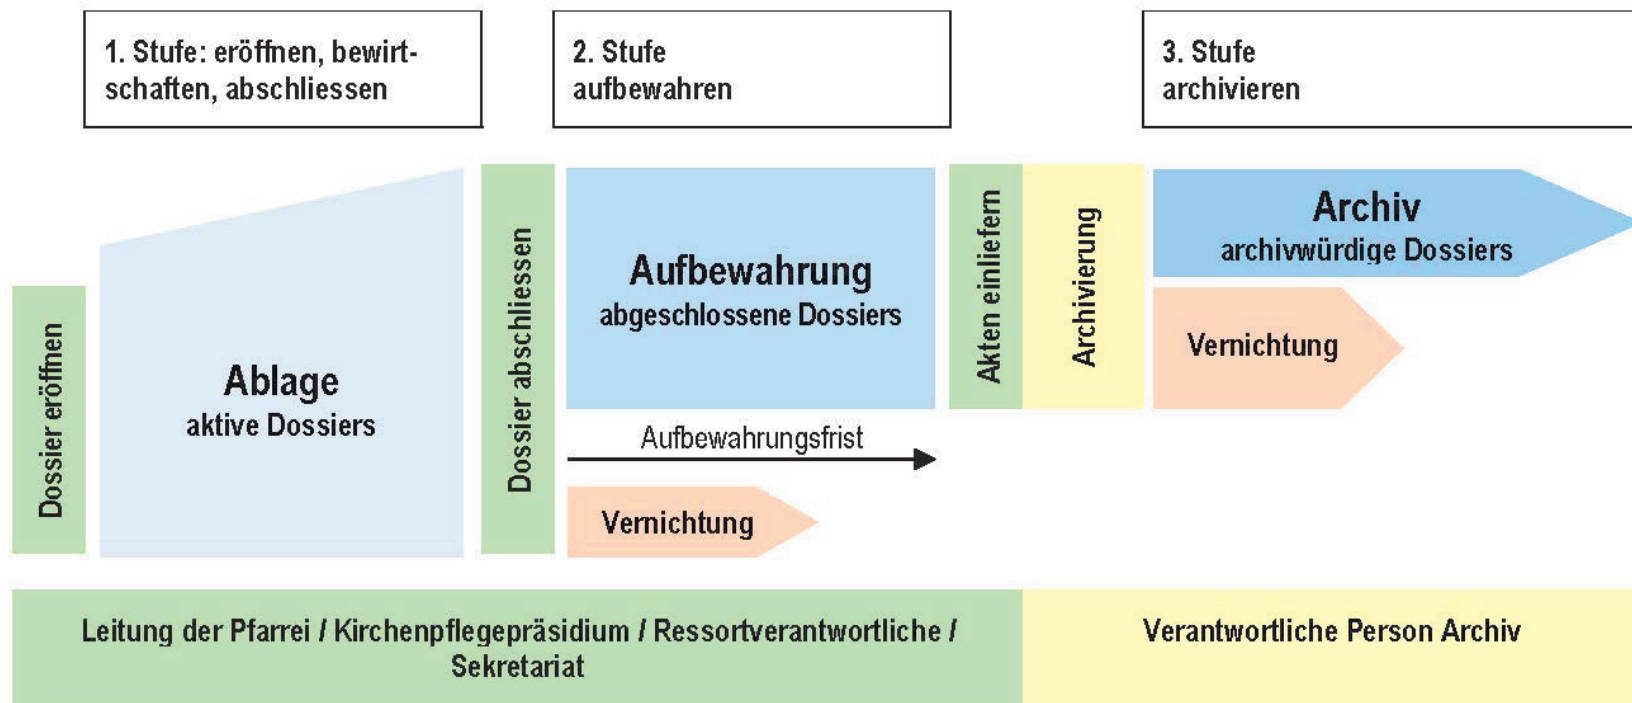 1. Stufe: eröffnen, bewirt-
schaften, abschliessen
2. Stufe
aufbewahren
3. Stufe
archivieren
Dossier eröffnen
Ablage
aktive Dossiers
Dossier abschliessen
Aufbewahrung
abgeschlossene Dossiers
Aufbewahrungsfrist
Vernichtung
Akten einliefern
Archivierung
Archiv
archivwürdige Dossiers
Vernichtung
Leitung der Pfarrei / Kirchenpflegepräsidium / Ressortverantwortliche /
Sekretariat
Verantwortliche Person Archiv